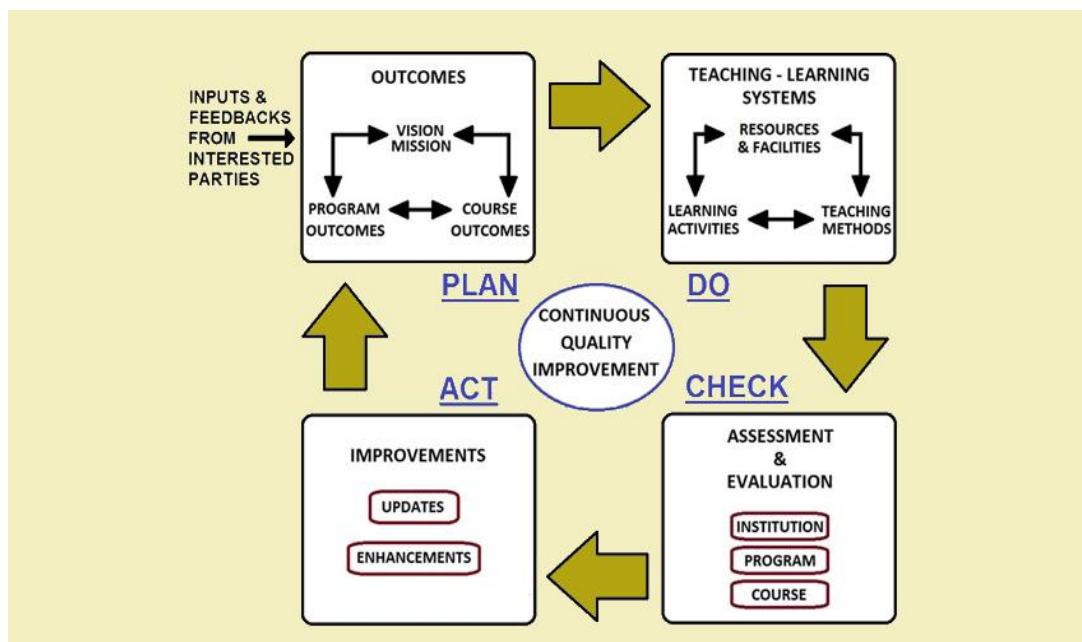 INPUTS &
FEEDBACKS
FROM
INTERESTED
PARTIES
OUTCOMES
VISION
MISSION
PROGRAM
OUTCOMES
COURSE
OUTCOMES
PLAN
TEACHING - LEARNING
SYSTEMS
RESOURCES
& FACILITIES
LEARNING
ACTIVITIES
TEACHING
METHODS
DO
CONTINUOUS
QUALITY
IMPROVEMENT
ACT
IMPROVEMENTS
UPDATES
ENHANCEMENTS
CHECK
ASSESSMENT
&
EVALUATION
INSTITUTION
PROGRAM
COURSE